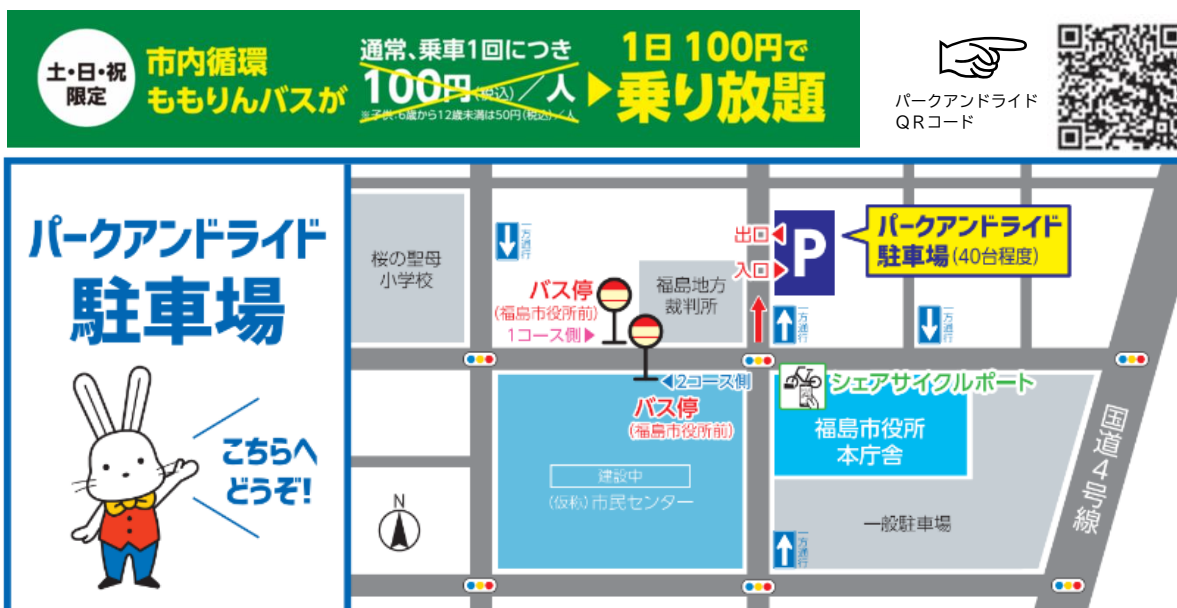 土・日・祝
限定
市内循環
ももりんバスが
通常、乗車1回につき
100円(税込)／人
※子供:6歳から12歳未満は50円(税込)／人
1日 100円で
乗り放題
パークアンドライド
QRコード
パークアンドライド
駐車場
こちらへ
どうぞ!
桜の聖母
小学校
一方通行
バス停
(福島市役所前)
1コース側
福島地方
裁判所
出口
入口
P
パークアンドライド
駐車場(40台程度)
一方通行
一方通行
2コース側
バス停
(福島市役所前)
シェアサイクルポート
福島市役所
本庁舎
建設中
(仮称)市民センター
一般駐車場
一方通行
国道4号線
N